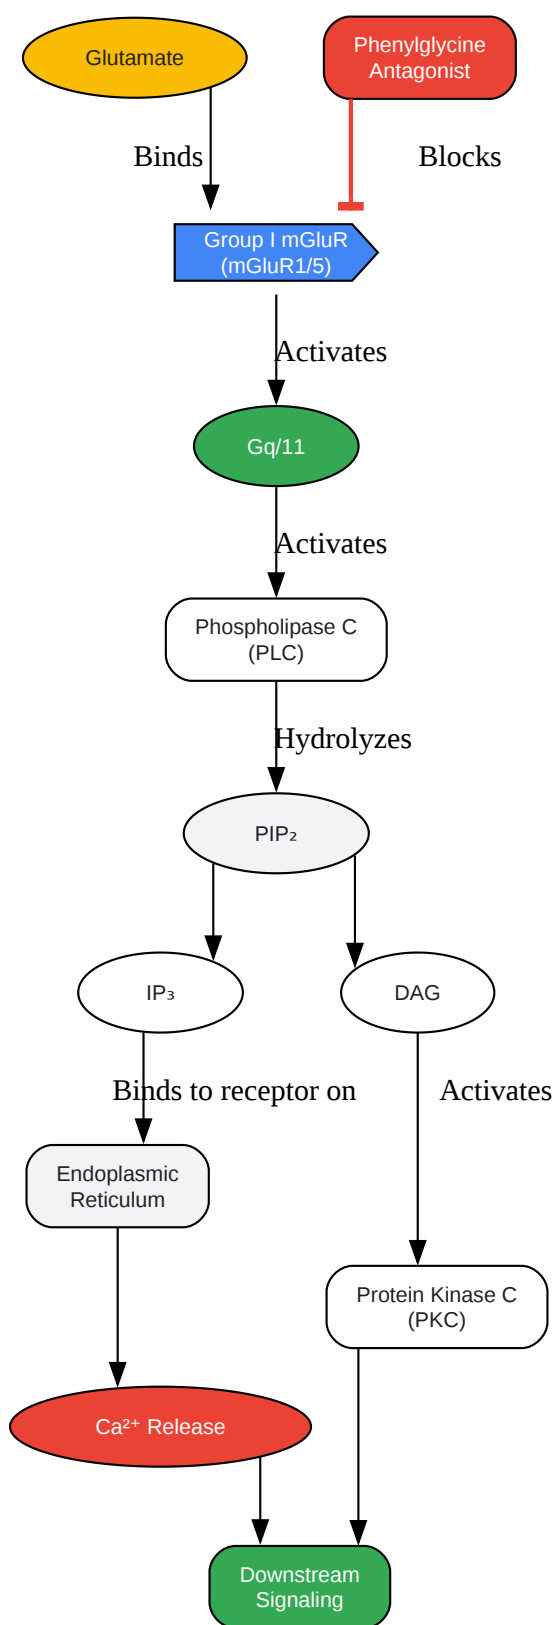 Glutamate
Phenylglycine
Antagonist
Binds
Blocks
Group I mGluR
(mGluR1/5)
Activates
Gq/11
Activates
Phospholipase C
(PLC)
Hydrolyzes
PIP₂
IP₃
DAG
Binds to receptor on
Activates
Endoplasmic
Reticulum
Protein Kinase C
(PKC)
Ca²⁺ Release
Downstream
Signaling